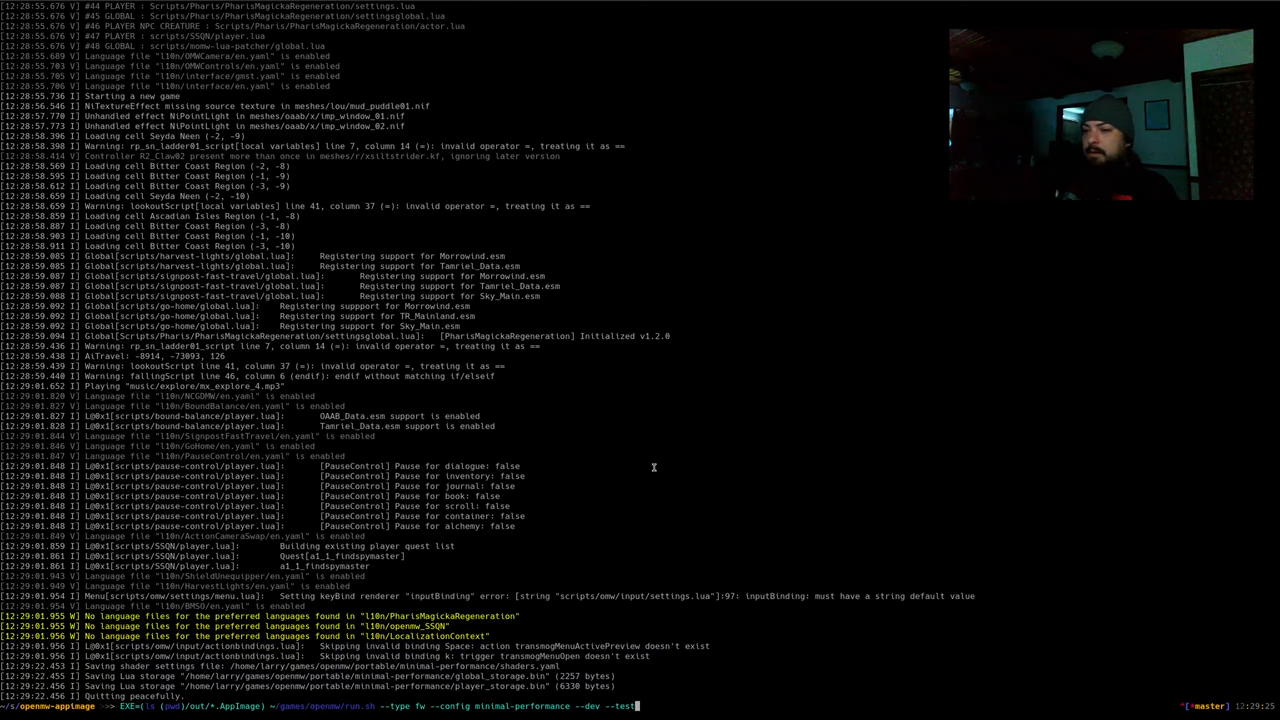 [12:28:55.676 V] #44 PLAYER : Scripts/Pharis/PharisMagickaRegeneration/settings.lua
[12:28:55.676 V] #45 GLOBAL : Scripts/Pharis/PharisMagickaRegeneration/settingsglobal.lua
[12:28:55.676 V] #46 PLAYER NPC CREATURE : Scripts/Pharis/PharisMagickaRegeneration/actor.lua
[12:28:55.676 V] #47 PLAYER : scripts/SSQN/player.lua
[12:28:55.676 V] #48 GLOBAL : scripts/momw-lua-patcher/global.lua
[12:28:55.689 V] Language file "l10n/OMWCamera/en.yaml" is enabled
[12:28:55.703 V] Language file "l10n/OMWControls/en.yaml" is enabled
[12:28:55.705 V] Language file "l10n/interface/gmst.yaml" is enabled
[12:28:55.706 V] Language file "l10n/interface/en.yaml" is enabled
[12:28:55.736 I] Starting a new game
[12:28:56.546 I] NiTextureEffect missing source texture in meshes/lou/mud_puddle01.nif
[12:28:57.770 I] Unhandled effect NiPointLight in meshes/oaab/x/imp_window_01.nif
[12:28:57.773 I] Unhandled effect NiPointLight in meshes/oaab/x/imp_window_02.nif
[12:28:58.396 I] Loading cell Seyda Neen (-2, -9)
[12:28:58.398 I] Warning: rp_sn_ladder01_script[local variables] line 7, column 14 (=): invalid operator =, treating it as ==
[12:28:58.414 V] Controller R2_Claw02 present more than once in meshes/r/xsiltstrider.kf, ignoring later version
[12:28:58.569 I] Loading cell Bitter Coast Region (-2, -8)
[12:28:58.595 I] Loading cell Bitter Coast Region (-1, -9)
[12:28:58.612 I] Loading cell Bitter Coast Region (-3, -9)
[12:28:58.659 I] Loading cell Seyda Neen (-2, -10)
[12:28:58.659 I] Warning: lookoutScript[local variables] line 41, column 37 (=): invalid operator =, treating it as ==
[12:28:58.859 I] Loading cell Ascadian Isles Region (-1, -8)
[12:28:58.887 I] Loading cell Bitter Coast Region (-3, -8)
[12:28:58.903 I] Loading cell Bitter Coast Region (-1, -10)
[12:28:58.911 I] Loading cell Bitter Coast Region (-3, -10)
[12:28:59.085 I] Global[scripts/harvest-lights/global.lua]: Registering support for Morrowind.esm
[12:28:59.085 I] Global[scripts/harvest-lights/global.lua]: Registering support for Tamriel_Data.esm
[12:28:59.087 I] Global[scripts/signpost-fast-travel/global.lua]: Registering support for Morrowind.esm
[12:28:59.087 I] Global[scripts/signpost-fast-travel/global.lua]: Registering support for Tamriel_Data.esm
[12:28:59.088 I] Global[scripts/signpost-fast-travel/global.lua]: Registering support for Sky_Main.esm
[12:28:59.092 I] Global[scripts/go-home/global.lua]: Registering suppport for Morrowind.esm
[12:28:59.092 I] Global[scripts/go-home/global.lua]: Registering suppport for TR_Mainland.esm
[12:28:59.092 I] Global[scripts/go-home/global.lua]: Registering suppport for Sky_Main.esm
[12:28:59.094 I] Global[Scripts/Pharis/PharisMagickaRegeneration/settingsglobal.lua]: [PharisMagickaRegeneration] Initialized v1.2.0
[12:28:59.436 I] Warning: rp_sn_ladder01_script line 7, column 14 (=): invalid operator =, treating it as ==
[12:28:59.438 I] AiTravel: -8914, -73093, 126
[12:28:59.439 I] Warning: lookoutScript line 41, column 37 (=): invalid operator =, treating it as ==
[12:28:59.440 I] Warning: fallingScript line 46, column 6 (endif): endif without matching if/elseif
[12:29:01.652 I] Playing "music/explore/mx_explore_4.mp3"
[12:29:01.820 V] Language file "l10n/NCGDMW/en.yaml" is enabled
[12:29:01.827 V] Language file "l10n/BoundBalance/en.yaml" is enabled
[12:29:01.827 I] L@0x1[scripts/bound-balance/player.lua]: OAAB_Data.esm support is enabled
[12:29:01.828 I] L@0x1[scripts/bound-balance/player.lua]: Tamriel_Data.esm support is enabled
[12:29:01.844 V] Language file "l10n/SignpostFastTravel/en.yaml" is enabled
[12:29:01.846 V] Language file "l10n/GoHome/en.yaml" is enabled
[12:29:01.847 V] Language file "l10n/PauseControl/en.yaml" is enabled
[12:29:01.848 I] L@0x1[scripts/pause-control/player.lua]: [PauseControl] Pause for dialogue: false
[12:29:01.848 I] L@0x1[scripts/pause-control/player.lua]: [PauseControl] Pause for inventory: false
[12:29:01.848 I] L@0x1[scripts/pause-control/player.lua]: [PauseControl] Pause for journal: false
[12:29:01.848 I] L@0x1[scripts/pause-control/player.lua]: [PauseControl] Pause for book: false
[12:29:01.848 I] L@0x1[scripts/pause-control/player.lua]: [PauseControl] Pause for scroll: false
[12:29:01.848 I] L@0x1[scripts/pause-control/player.lua]: [PauseControl] Pause for container: false
[12:29:01.848 I] L@0x1[scripts/pause-control/player.lua]: [PauseControl] Pause for alchemy: false
[12:29:01.849 V] Language file "l10n/ActionCameraSwap/en.yaml" is enabled
[12:29:01.859 I] L@0x1[scripts/SSQN/player.lua]: Building existing player quest list
[12:29:01.861 I] L@0x1[scripts/SSQN/player.lua]: Quest[a1_1_findspymaster]
[12:29:01.861 I] L@0x1[scripts/SSQN/player.lua]: a1_1_findspymaster
[12:29:01.943 V] Language file "l10n/ShieldUnequipper/en.yaml" is enabled
[12:29:01.949 V] Language file "l10n/HarvestLights/en.yaml" is enabled
[12:29:01.954 I] Menu[scripts/omw/settings/menu.lua]: Setting keyBind renderer "inputBinding" error: [string "scripts/omw/input/settings.lua"]:97: inputBinding: must have a string default value
[12:29:01.954 V] Language file "l10n/BMSO/en.yaml" is enabled
[12:29:01.955 W] No language files for the preferred languages found in "l10n/PharisMagickaRegeneration"
[12:29:01.955 W] No language files for the preferred languages found in "l10n/openmw_SSQN"
[12:29:01.956 W] No language files for the preferred languages found in "l10n/LocalizationContext"
[12:29:01.956 I] L@0x1[scripts/omw/input/actionbindings.lua]: Skipping invalid binding Space: action transmogMenuActivePreview doesn't exist
[12:29:01.956 I] L@0x1[scripts/omw/input/actionbindings.lua]: Skipping invalid binding k: trigger transmogMenuOpen doesn't exist
[12:29:22.453 I] Saving shader settings file: /home/larry/games/openmw/portable/minimal-performance/shaders.yaml
[12:29:22.455 I] Saving Lua storage "/home/larry/games/openmw/portable/minimal-performance/global_storage.bin" (2257 bytes)
[12:29:22.456 I] Saving Lua storage "/home/larry/games/openmw/portable/minimal-performance/player_storage.bin" (6330 bytes)
[12:29:22.456 I] Quitting peacefully.
~/s/openmw-appimage >>> EXE=(ls (pwd)/out/*.AppImage) ~/games/openmw/run.sh --type fw --config minimal-performance --dev --test ^[*master] 12:29:25